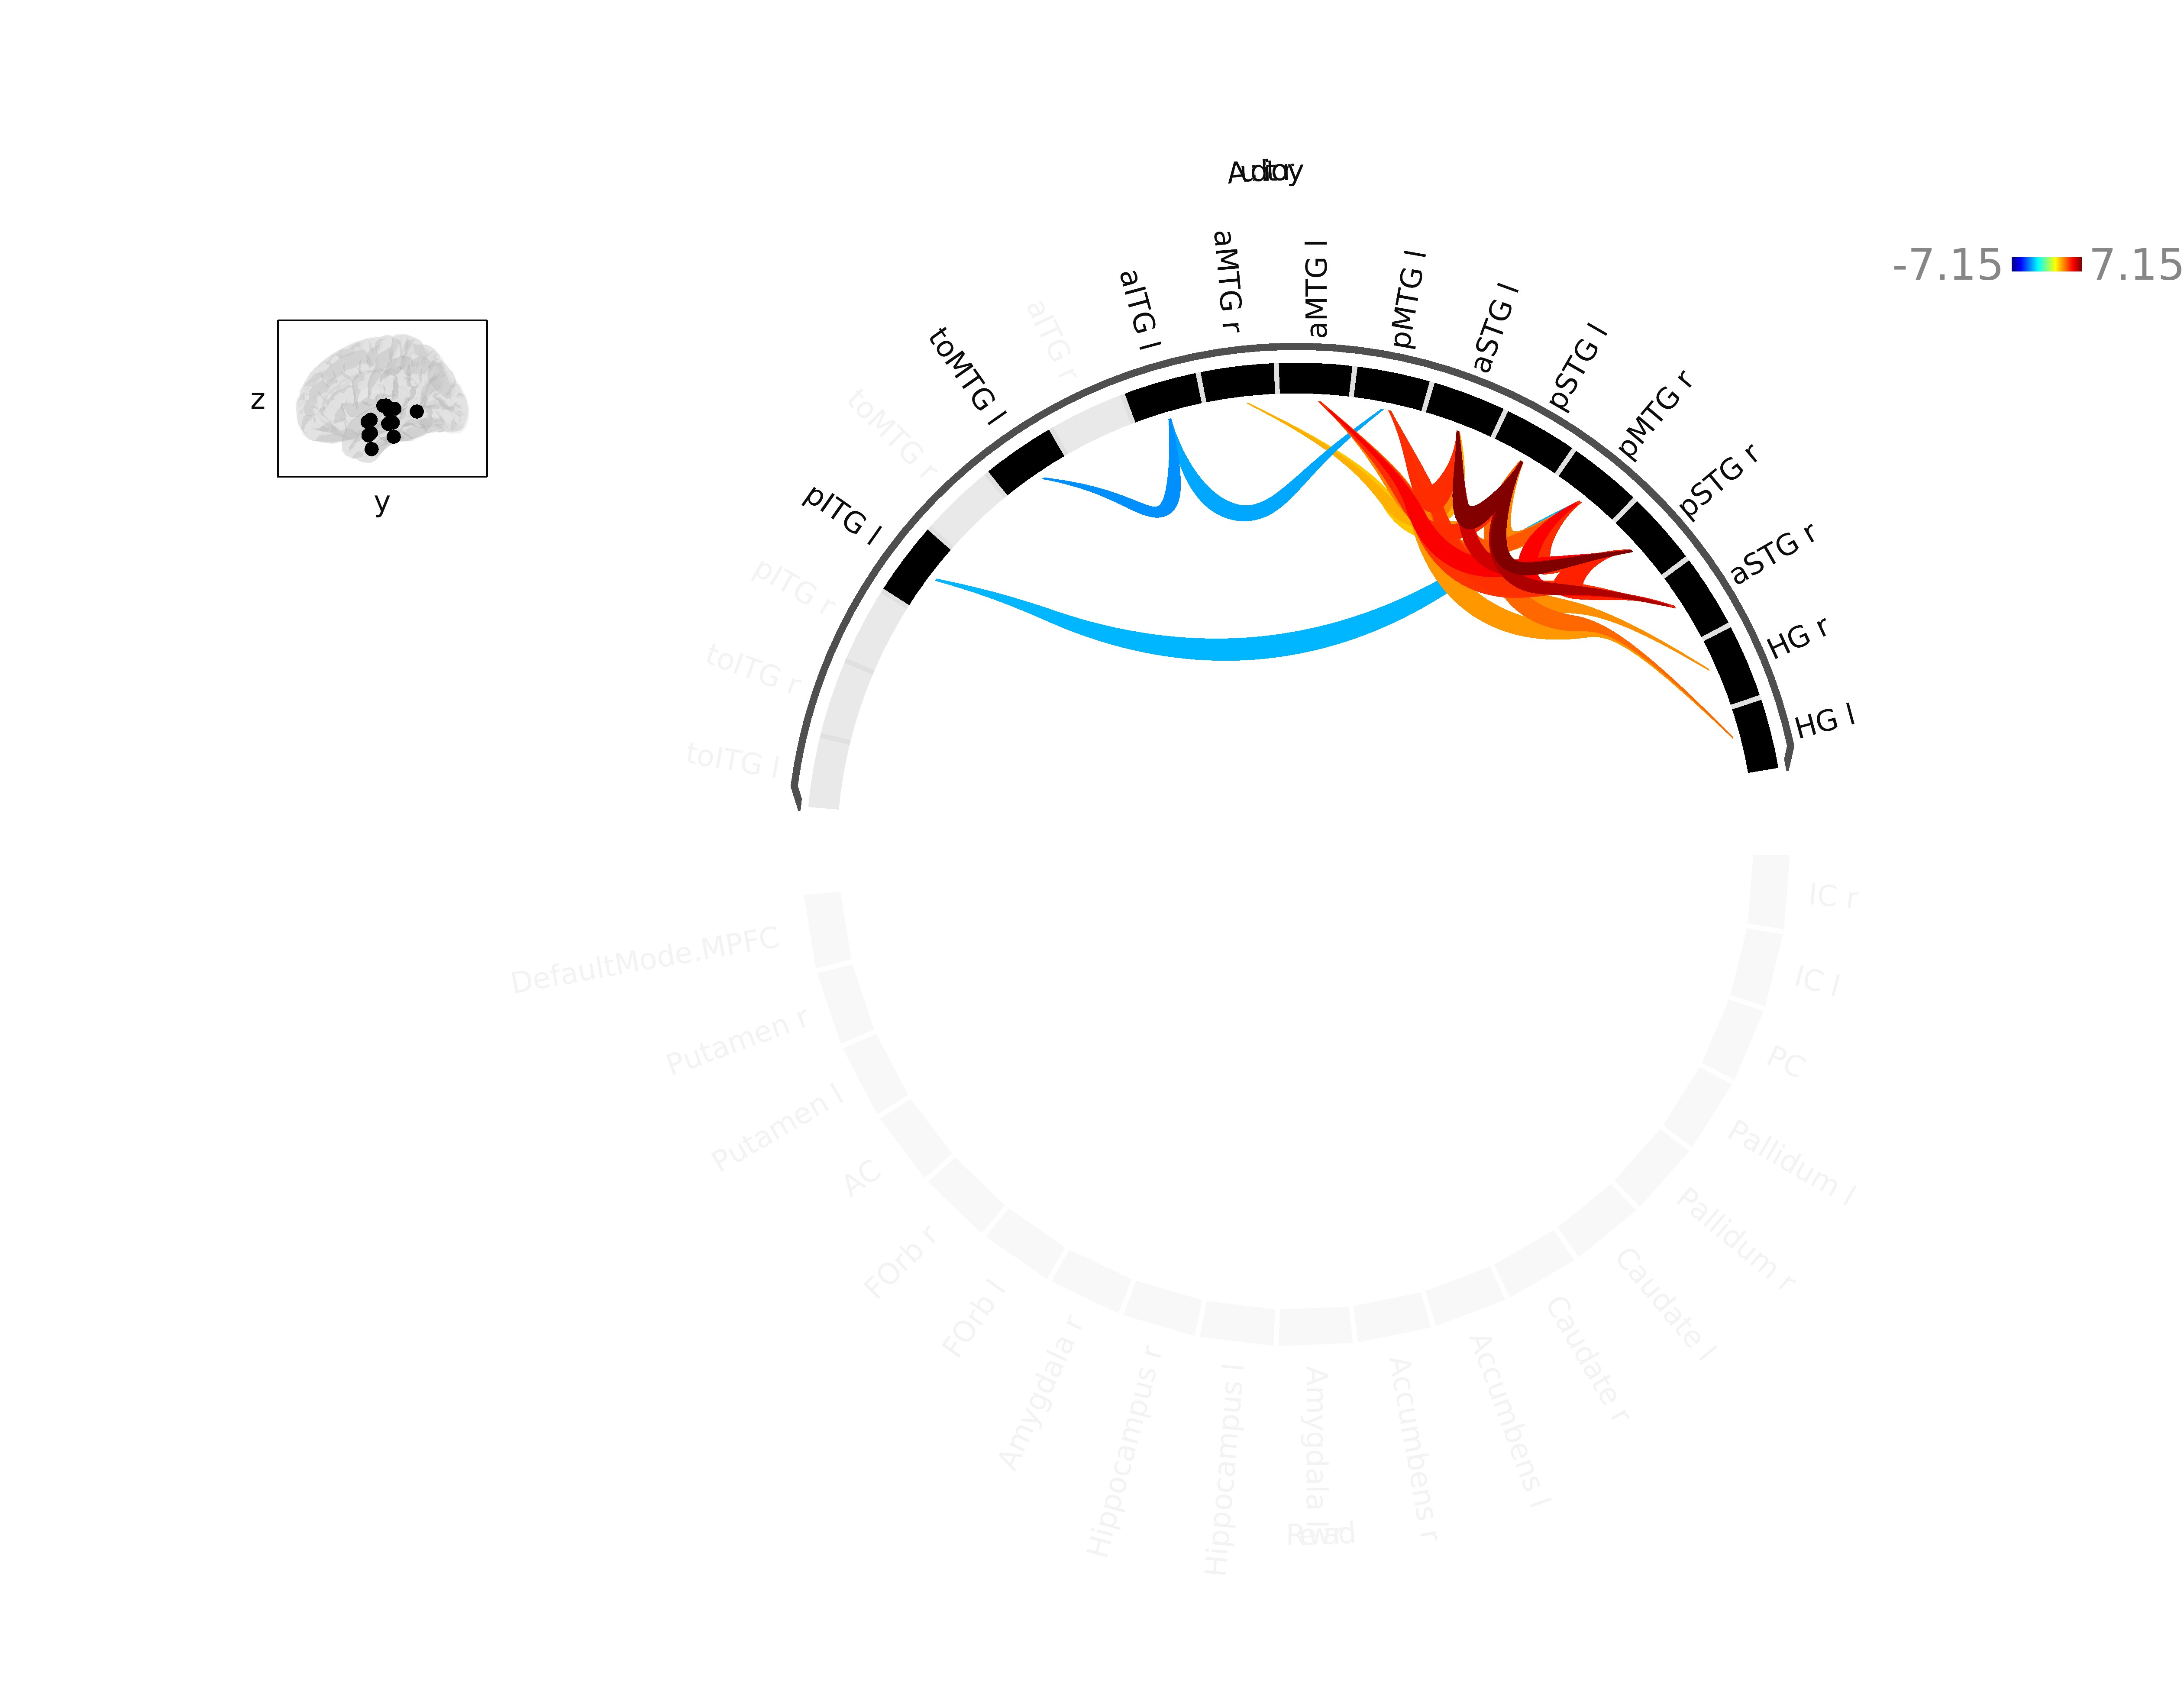 Auditory
-7.15
7.15
z
y
pITG l
toMTG l
aITG l
aMTG r
aMTG l
pMTG l
aSTG l
pSTG l
pMTG r
pSTG r
aSTG r
HG r
HG l
aITG r
toMTG r
pITG r
toITG r
toITG l
IC r
IC l
PC
Pallidum l
Pallidum r
Caudate l
Caudate r
Accumbens l
Accumbens r
Amygdala l
Hippocampus l
Hippocampus r
Amygdala r
FOrb l
FOrb r
AC
Putamen l
Putamen r
DefaultMode.MPFC
Reward